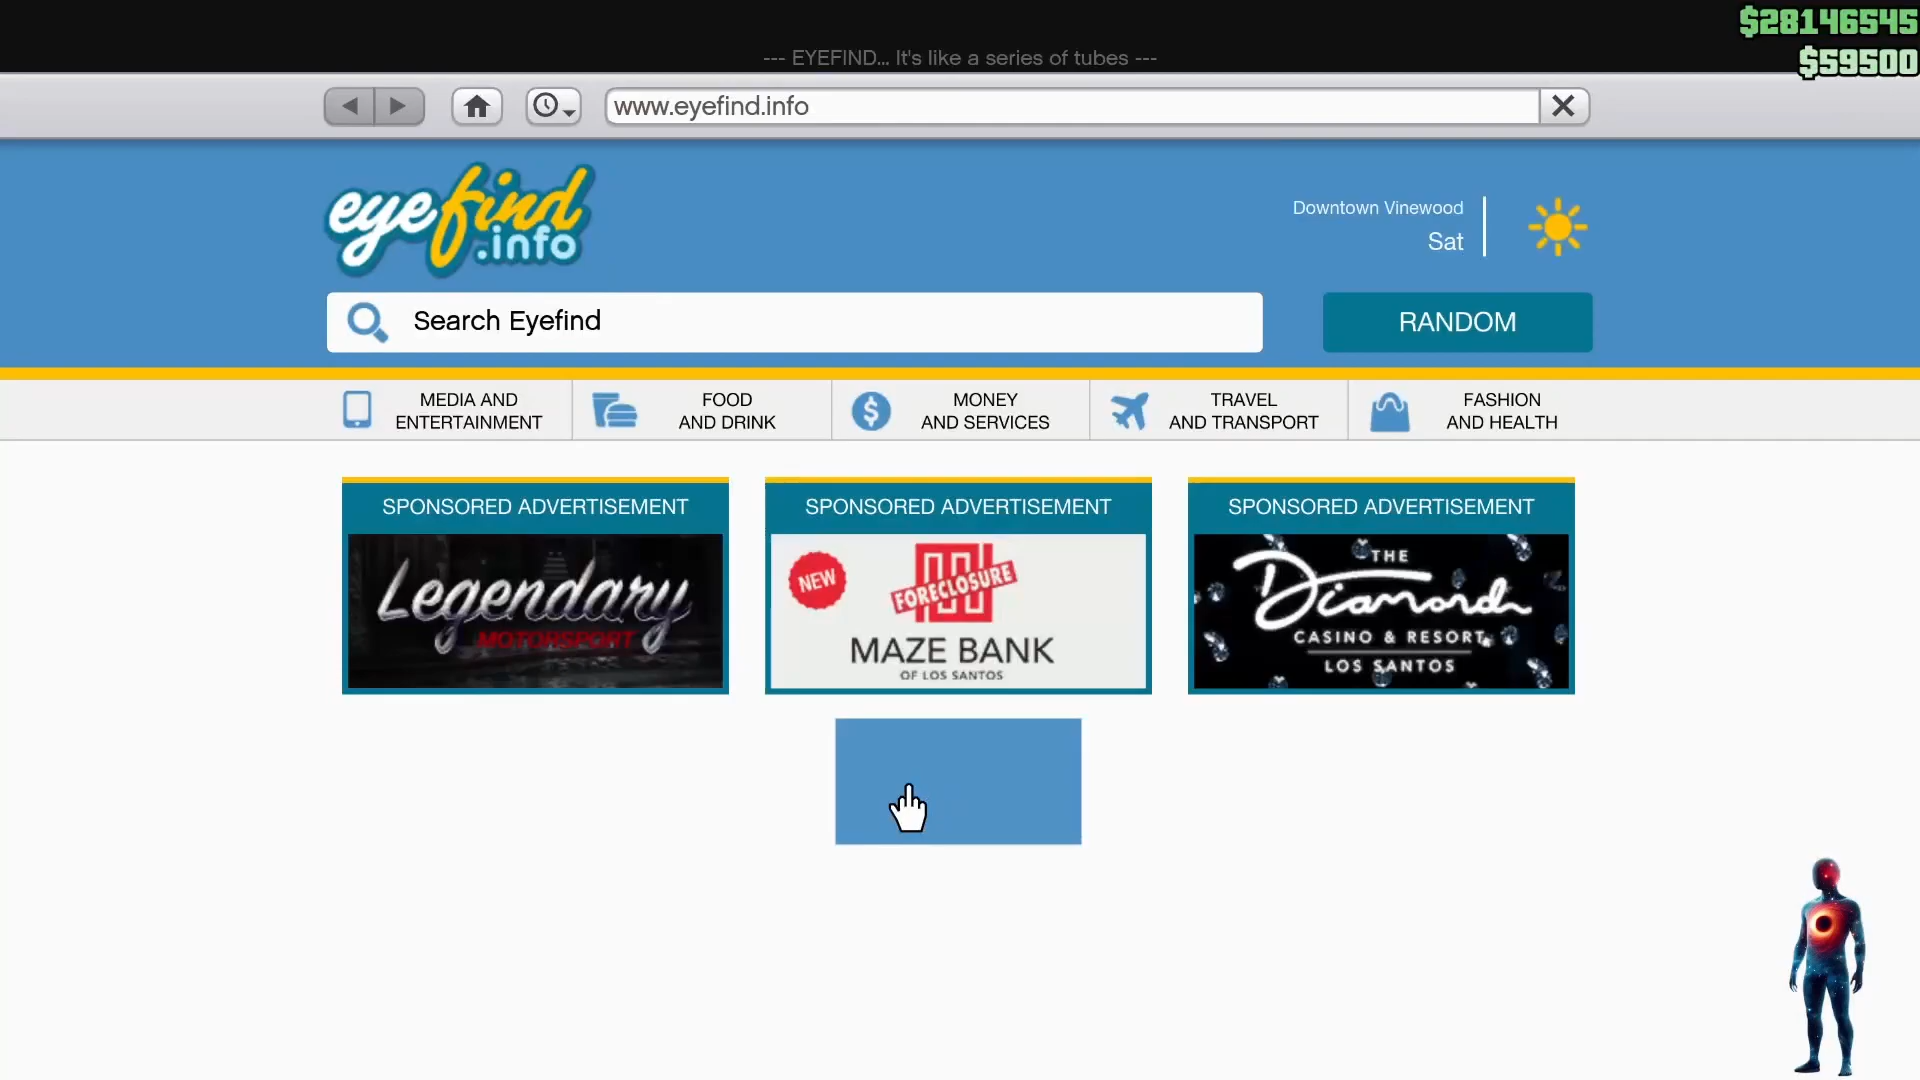 $28146545
--- EYEFIND... It's like a series of tubes ---
$59500
www.eyefind.info
eyefind
.info
Downtown Vinewood
Sat
Search Eyefind
RANDOM
MEDIA AND
ENTERTAINMENT
FOOD
AND DRINK
MONEY
AND SERVICES
TRAVEL
AND TRANSPORT
FASHION
AND HEALTH
SPONSORED ADVERTISEMENT
Legendary
MOTORSPORT
SPONSORED ADVERTISEMENT
NEW
FORECLOSURE
MAZE BANK
OF LOS SANTOS
SPONSORED ADVERTISEMENT
THE
Diamond
CASINO & RESORT
LOS SANTOS